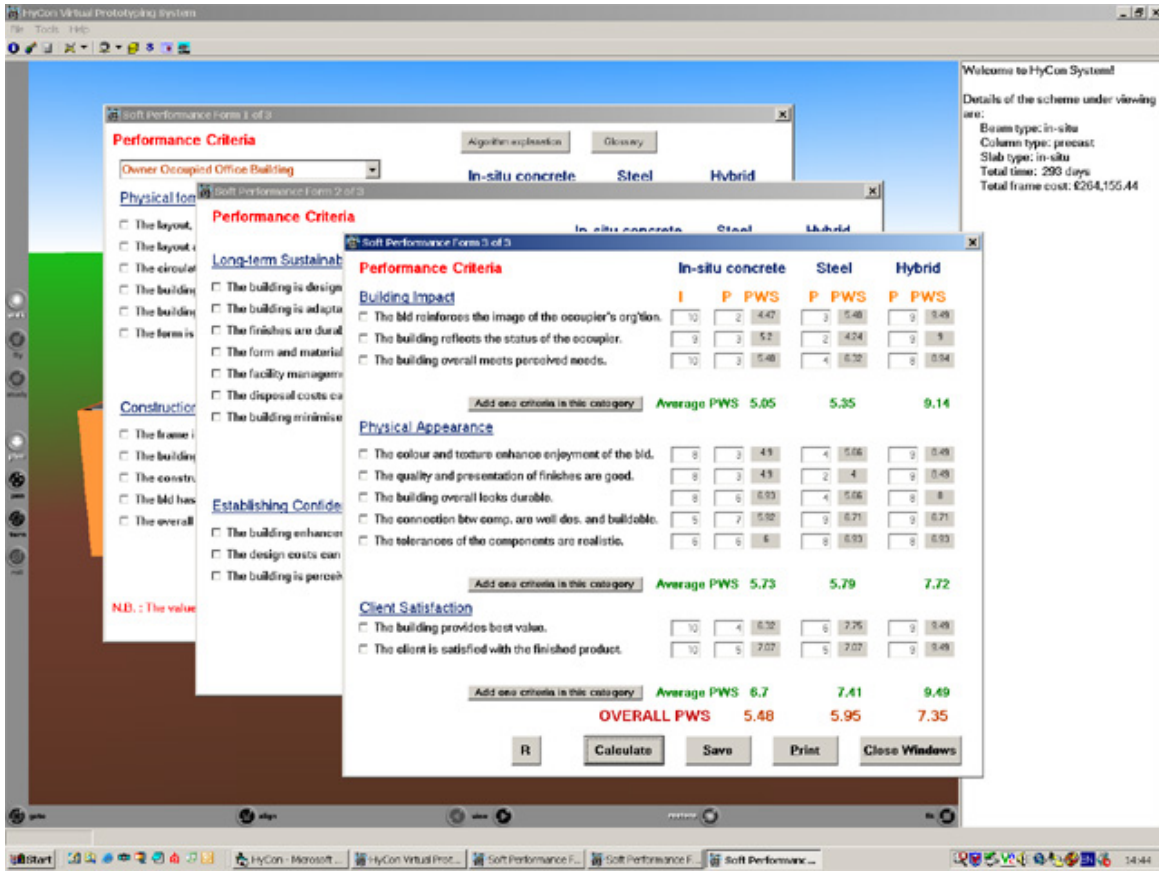 HyCon Virtual Prototyping System
File Tools Help
Welcome to HyCon System!
Details of the scheme under viewing
are:
Beam type: in-situ
Column type: precast
Slab type: in-situ
Total time: 293 days
Total frame cost: £264,155.44
Soft Performance Form 1 of 3
Performance Criteria
Algorithm explanation Glossary
Owner Occupied Office Building
In-situ concrete Steel Hybrid
Physical form
The layout,
The layout a
The circulat
The building
The building
The form is
Construction
The frame i
The building
The constru
The bld has
The overall
N.B. : The value
Soft Performance Form 2 of 3
Performance Criteria
In-situ concrete Steel Hybrid
Long-term Sustainab
The building is design
The building is adapta
The finishes are durab
The form and material
The facility manageme
The disposal costs ca
The building minimise
Establishing Confide
The building enhances
The design costs can
The building is perceiv
Soft Performance Form 3 of 3
Performance Criteria In-situ concrete Steel Hybrid
Building Impact I P PWS P PWS P PWS
The bld reinforces the image of the occupier's org'tion. 10 2 4.47 3 5.48 9 9.49
The building reflects the status of the occupier. 9 3 5.2 2 4.24 9 9
The building overall meets perceived needs. 10 3 5.48 4 6.32 8 8.94
Add one criteria in this category Average PWS 5.05 5.35 9.14
Physical Appearance
The colour and texture enhance enjoyment of the bld. 8 3 4.9 4 5.66 9 8.49
The quality and presentation of finishes are good. 8 3 4.9 2 4 9 8.49
The building overall looks durable. 8 6 6.93 4 5.66 8 8
The connection btw comp. are well des. and buildable. 5 7 5.92 9 6.71 9 6.71
The tolerances of the components are realistic. 6 6 6 8 6.93 8 6.93
Add one criteria in this category Average PWS 5.73 5.79 7.72
Client Satisfaction
The building provides best value. 10 4 6.32 6 7.75 9 9.49
The client is satisfied with the finished product. 10 5 7.07 5 7.07 9 9.49
Add one criteria in this category Average PWS 6.7 7.41 9.49
OVERALL PWS 5.48 5.95 7.35
R Calculate Save Print Close Windows
goto align view restore fit
Start HyCon - Microsoft ... HyCon Virtual Prot... Soft Performance F... Soft Performance F... Soft Performanc... EN 14:44